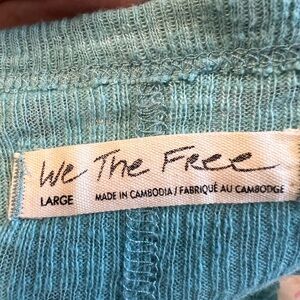 We The Free
LARGE MADE IN CAMBODIA / FABRIQUÉ AU CAMBODGE